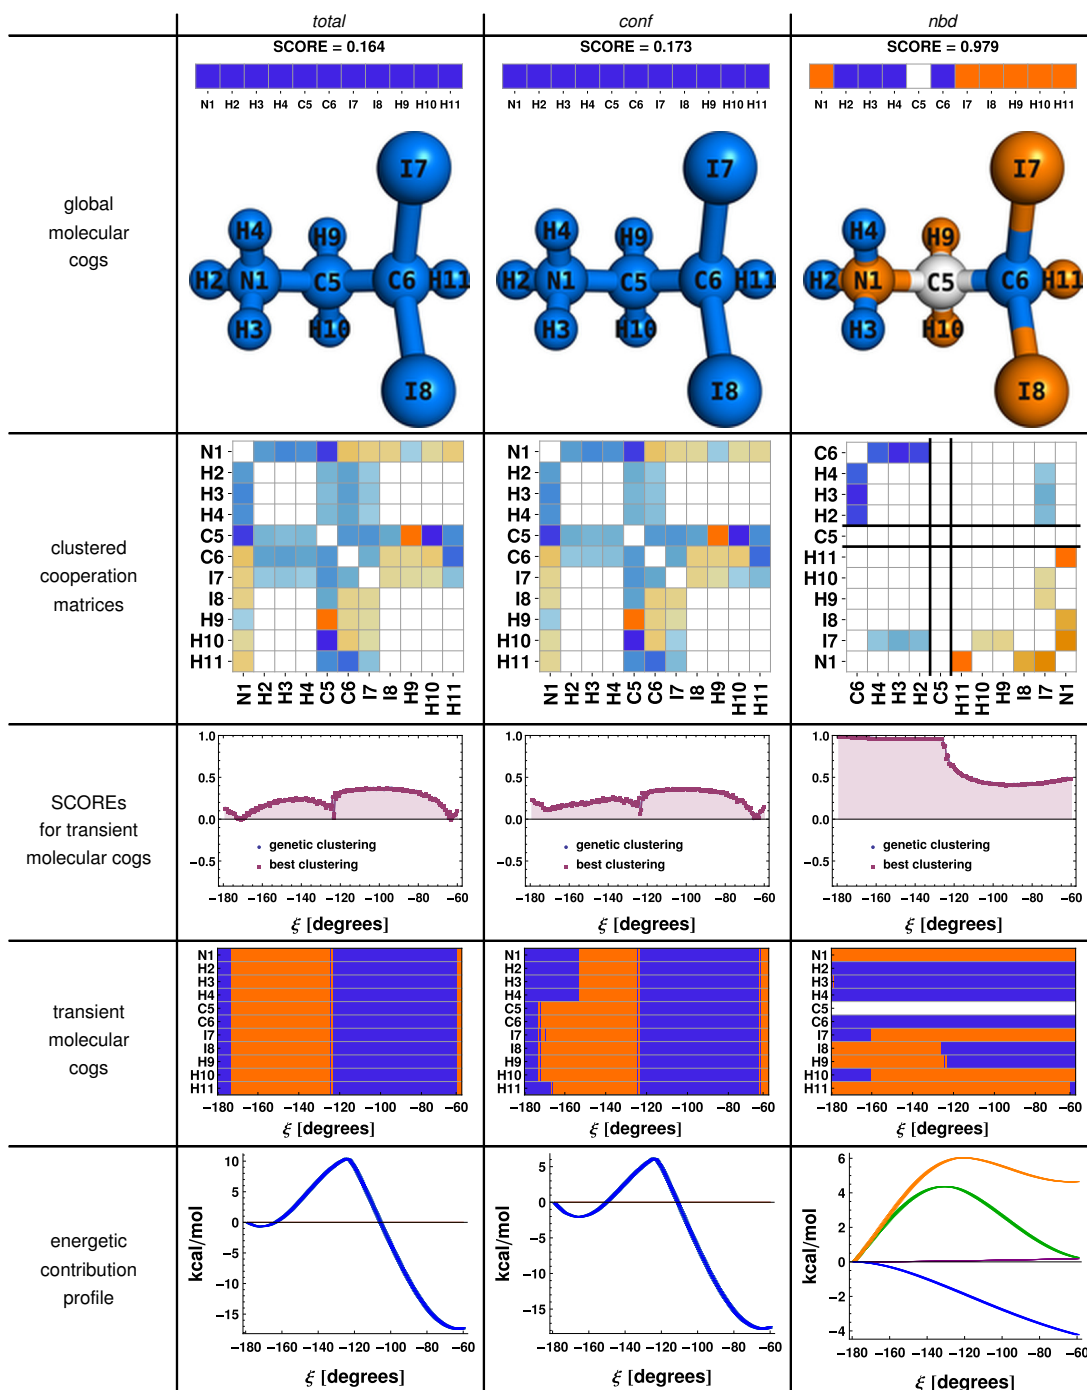 total conf nbd
SCORE = 0.164 SCORE = 0.173 SCORE = 0.979
N1 H2 H3 H4 C5 C6 I7 I8 H9 H10 H11 N1 H2 H3 H4 C5 C6 I7 I8 H9 H10 H11 N1 H2 H3 H4 C5 C6 I7 I8 H9 H10 H11
global
molecular
cogs
I7
H4 H9
H2 N1 C5 C6 H11
H3 H10
I8
I7
H4 H9
H2 N1 C5 C6 H11
H3 H10
I8
I7
H4 H9
H2 N1 C5 C6 H11
H3 H10
I8
clustered
cooperation
matrices
N1
H2
H3
H4
C5
C6
I7
I8
H9
H10
H11
N1 H2 H3 H4 C5 C6 I7 I8 H9 H10 H11
N1
H2
H3
H4
C5
C6
I7
I8
H9
H10
H11
N1 H2 H3 H4 C5 C6 I7 I8 H9 H10 H11
C6
H4
H3
H2
C5
H11
H10
H9
I8
I7
N1
C6 H4 H3 H2 C5 H11 H10 H9 I8 I7 N1
SCOREs
for transient
molecular cogs
1.0
0.5
0.0
−0.5
genetic clustering
best clustering
−180 −160 −140 −120 −100 −80 −60
ξ [degrees]
1.0
0.5
0.0
−0.5
genetic clustering
best clustering
−180 −160 −140 −120 −100 −80 −60
ξ [degrees]
1.0
0.5
0.0
−0.5
genetic clustering
best clustering
−180 −160 −140 −120 −100 −80 −60
ξ [degrees]
transient
molecular
cogs
N1
H2
H3
H4
C5
C6
I7
I8
H9
H10
H11
−180 −160 −140 −120 −100 −80 −60
ξ [degrees]
N1
H2
H3
H4
C5
C6
I7
I8
H9
H10
H11
−180 −160 −140 −120 −100 −80 −60
ξ [degrees]
N1
H2
H3
H4
C5
C6
I7
I8
H9
H10
H11
−180 −160 −140 −120 −100 −80 −60
ξ [degrees]
energetic
contribution
profile
kcal/mol
10
5
0
−5
−10
−15
−180 −160 −140 −120 −100 −80 −60
ξ [degrees]
kcal/mol
5
0
−5
−10
−15
−180 −160 −140 −120 −100 −80 −60
ξ [degrees]
kcal/mol
6
4
2
0
−2
−4
−180 −160 −140 −120 −100 −80 −60
ξ [degrees]